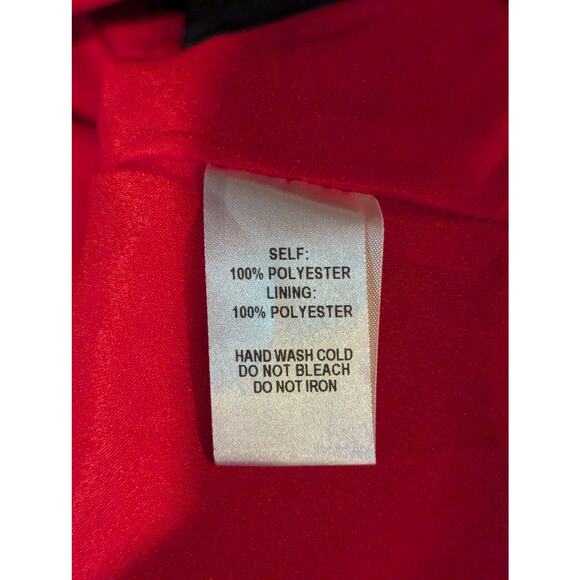 SELF:
100% POLYESTER
LINING:
100% POLYESTER
HAND WASH COLD
DO NOT BLEACH
DO NOT IRON